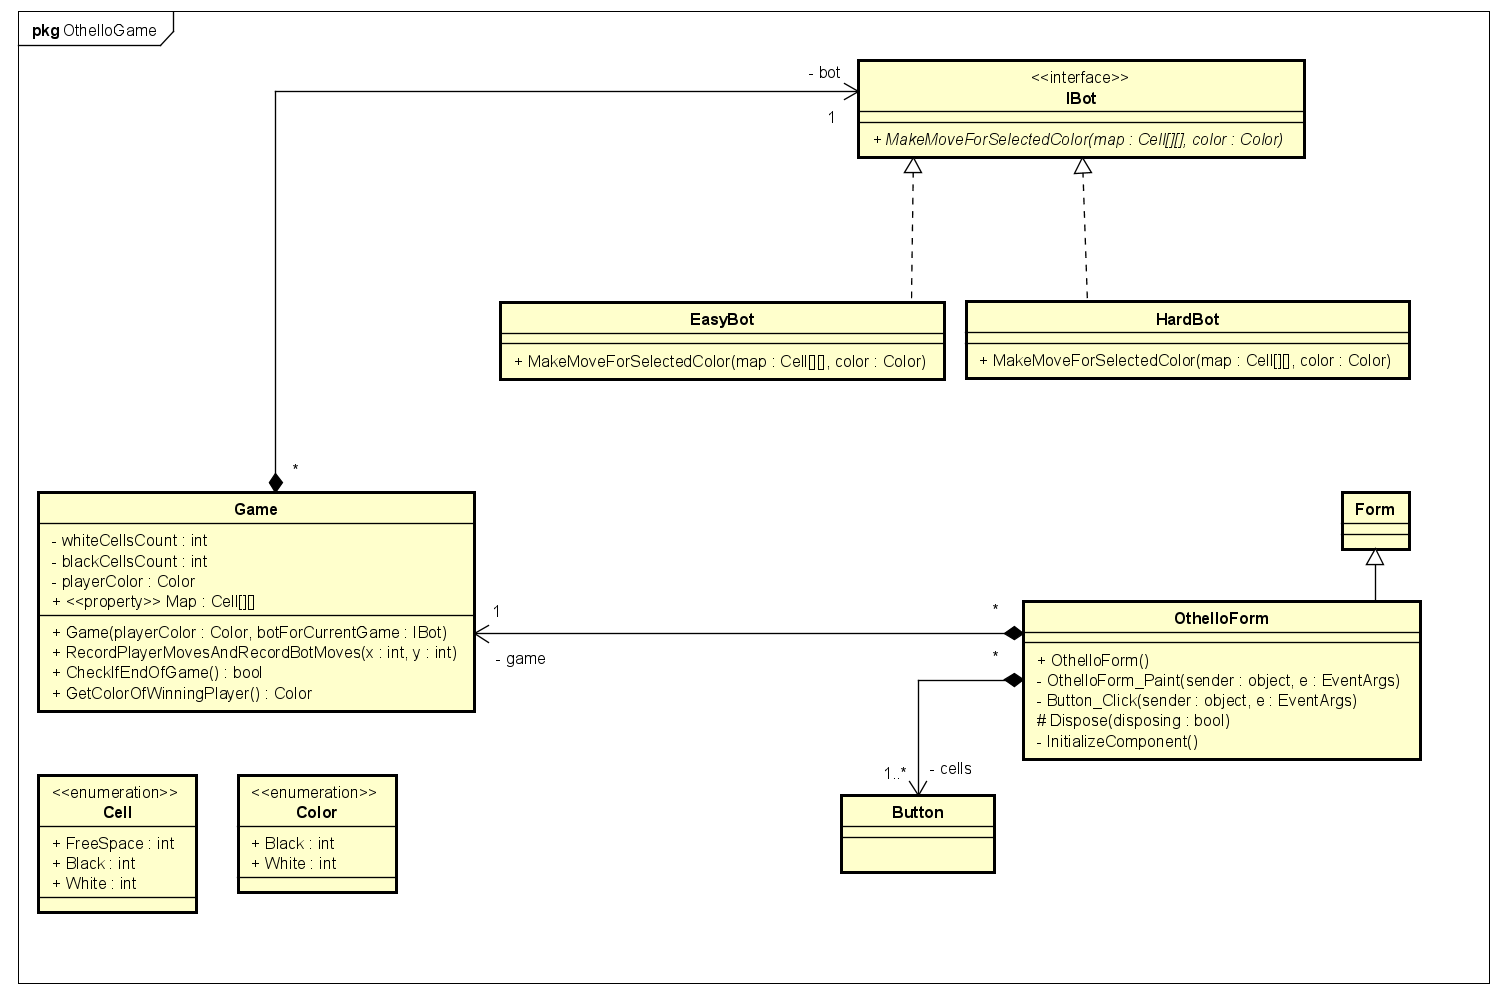 pkg OthelloGame
- bot
1
<<interface>>
IBot
+ MakeMoveForSelectedColor(map : Cell[][], color : Color)
EasyBot
+ MakeMoveForSelectedColor(map : Cell[][], color : Color)
HardBot
+ MakeMoveForSelectedColor(map : Cell[][], color : Color)
*
Game
- whiteCellsCount : int
- blackCellsCount : int
- playerColor : Color
+ <<property>> Map : Cell[][]
+ Game(playerColor : Color, botForCurrentGame : IBot)
+ RecordPlayerMovesAndRecordBotMoves(x : int, y : int)
+ CheckIfEndOfGame() : bool
+ GetColorOfWinningPlayer() : Color
1
- game
*
*
Form
OthelloForm
+ OthelloForm()
- OthelloForm_Paint(sender : object, e : EventArgs)
- Button_Click(sender : object, e : EventArgs)
# Dispose(disposing : bool)
- InitializeComponent()
1..*
- cells
Button
<<enumeration>>
Cell
+ FreeSpace : int
+ Black : int
+ White : int
<<enumeration>>
Color
+ Black : int
+ White : int